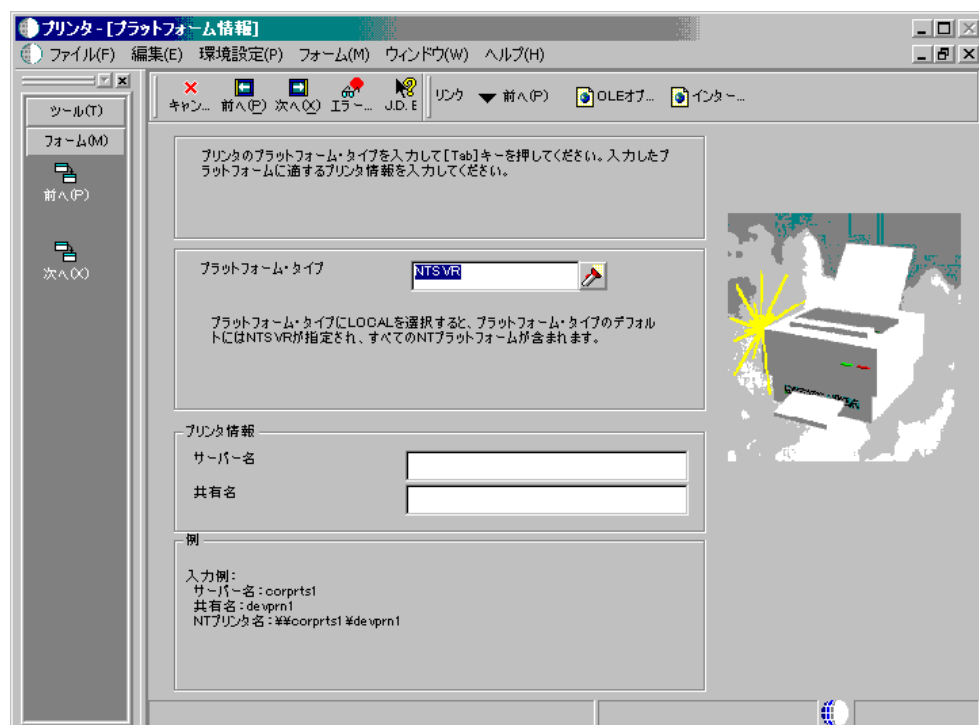 プリンタ - [プラットフォーム情報]
ファイル(F) 編集(E) 環境設定(P) フォーム(M) ウィンドウ(W) ヘルプ(H)
キャン... 前へ(P) 次へ(X) エラー... J.D. E リンク 前へ(P) OLEオブ... インター...
ツール(T)
フォーム(M)
前へ(P)
次へ(X)
プリンタのプラットフォーム・タイプを入力して[Tab]キーを押してください。入力したプ
ラットフォームに適するプリンタ情報を入力してください。
プラットフォーム・タイプ NTSVR
プラットフォーム・タイプにLOCALを選択すると、プラットフォーム・タイプのデフォル
トにはNTSVRが指定され、すべてのNTプラットフォームが含まれます。
プリンタ情報
サーバー名
共有名
例
入力例:
サーバー名:corprts1
共有名:devprn1
NTプリンタ名:¥¥corprts1¥devprn1